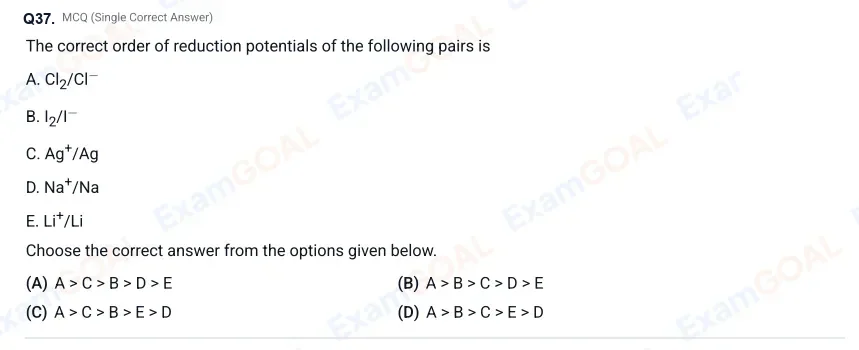 Q37. MCQ (Single Correct Answer)
The correct order of reduction potentials of the following pairs is
A. Cl₂/Cl⁻
B. I₂/I⁻
C. Ag⁺/Ag
D. Na⁺/Na
E. Li⁺/Li
Choose the correct answer from the options given below.
(A) A > C > B > D > E
(B) A > B > C > D > E
(C) A > C > B > E > D
(D) A > B > C > E > D